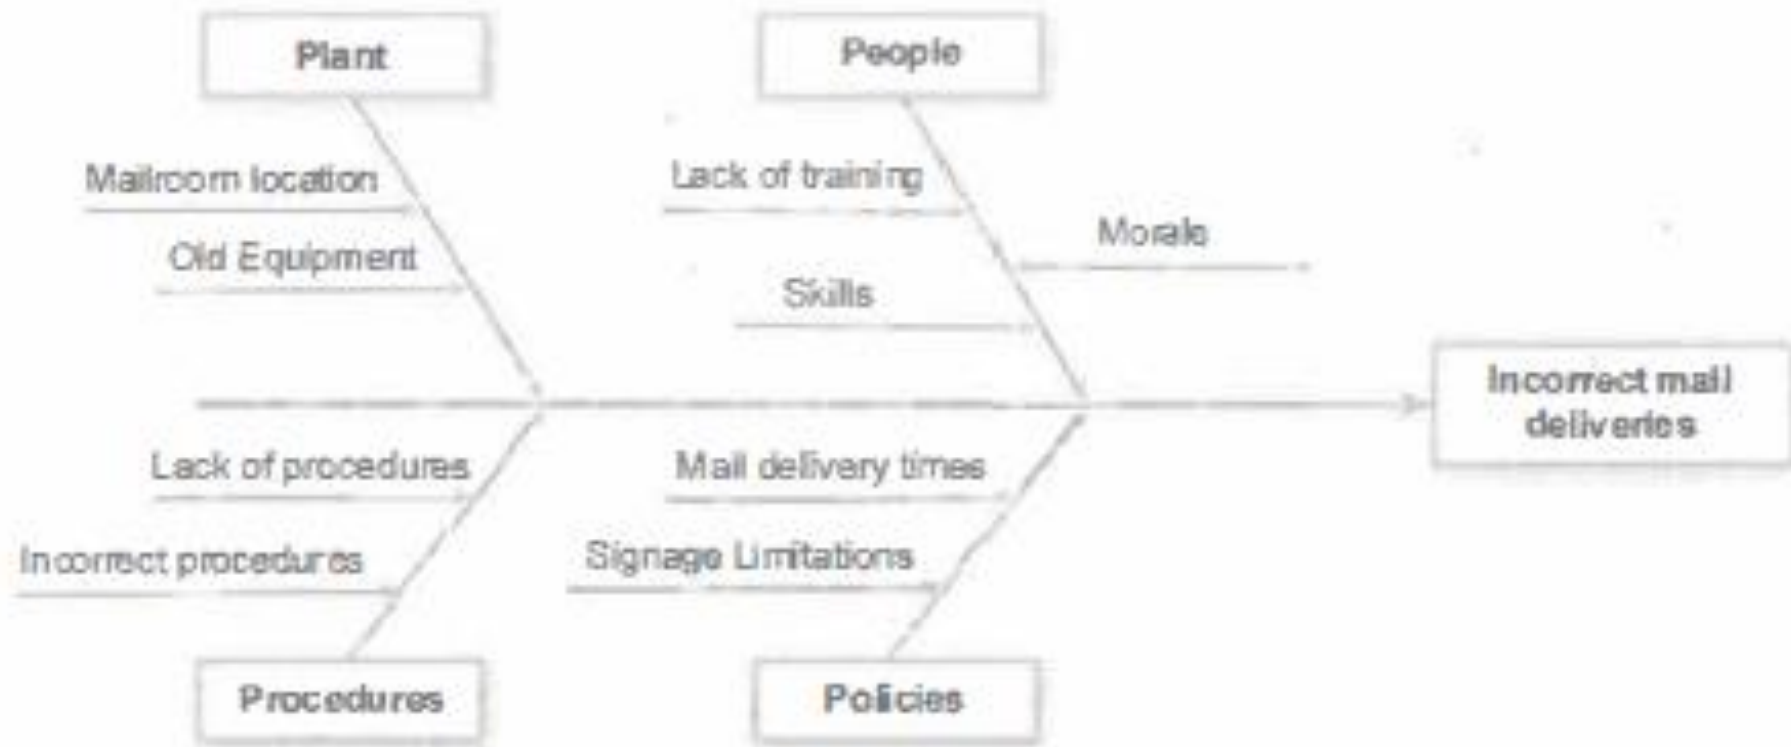 Plant
People
Mailroom location
Lack of training
Morale
Old Equipment
Skills
Incorrect mail
deliveries
Lack of procedures
Mail delivery times
Incorrect procedures
Signage Limitations
Procedures
Policies